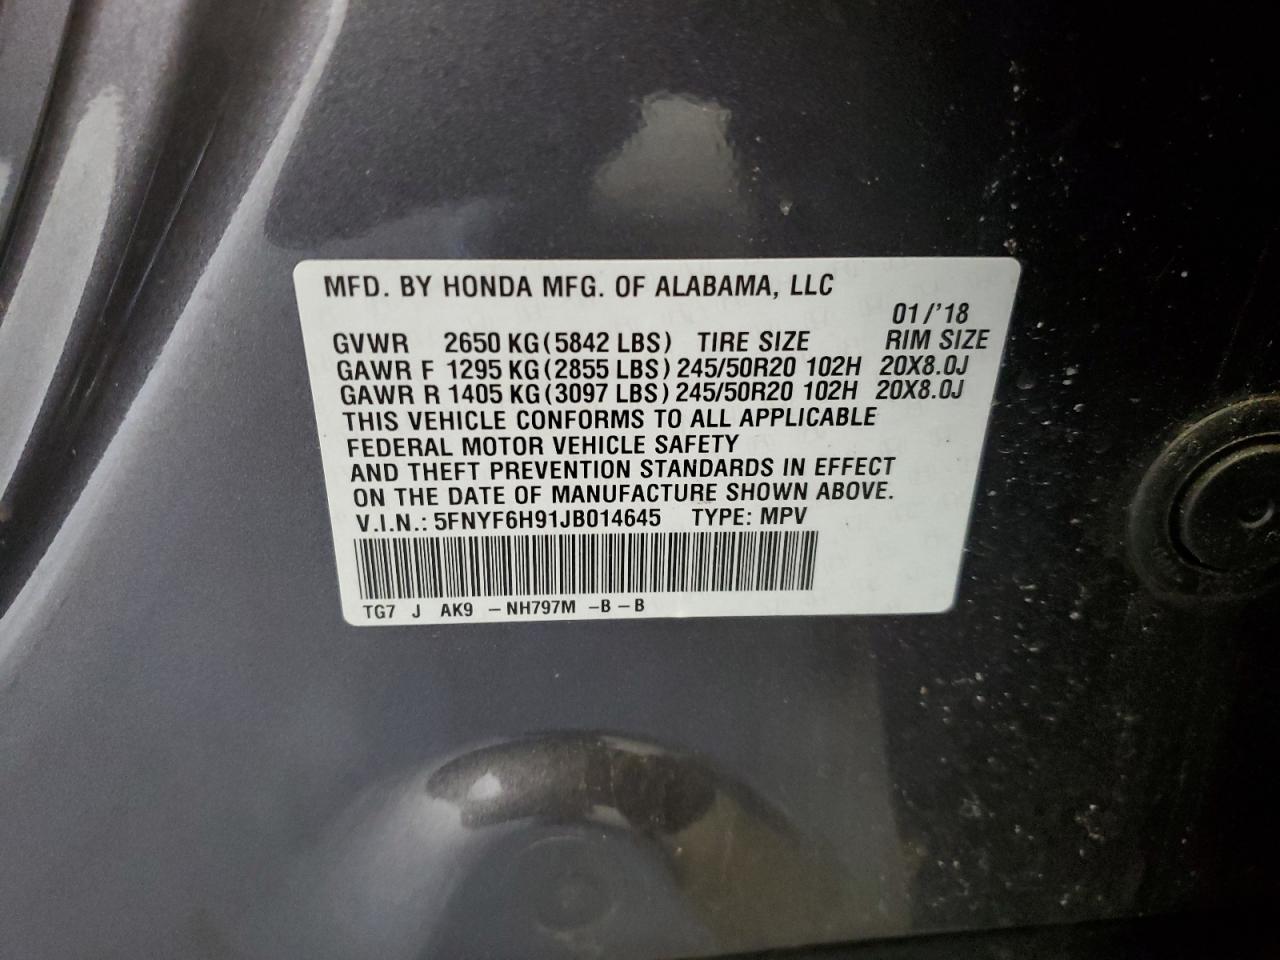 MFD. BY HONDA MFG. OF ALABAMA, LLC
01/'18
GVWR 2650 KG (5842 LBS) TIRE SIZE RIM SIZE
GAWR F 1295 KG (2855 LBS) 245/50R20 102H 20X8.0J
GAWR R 1405 KG (3097 LBS) 245/50R20 102H 20X8.0J
THIS VEHICLE CONFORMS TO ALL APPLICABLE
FEDERAL MOTOR VEHICLE SAFETY
AND THEFT PREVENTION STANDARDS IN EFFECT
ON THE DATE OF MANUFACTURE SHOWN ABOVE.
V.I.N.: 5FNYF6H91JB014645 TYPE: MPV
TG7 J AK9 – NH797M – B – B